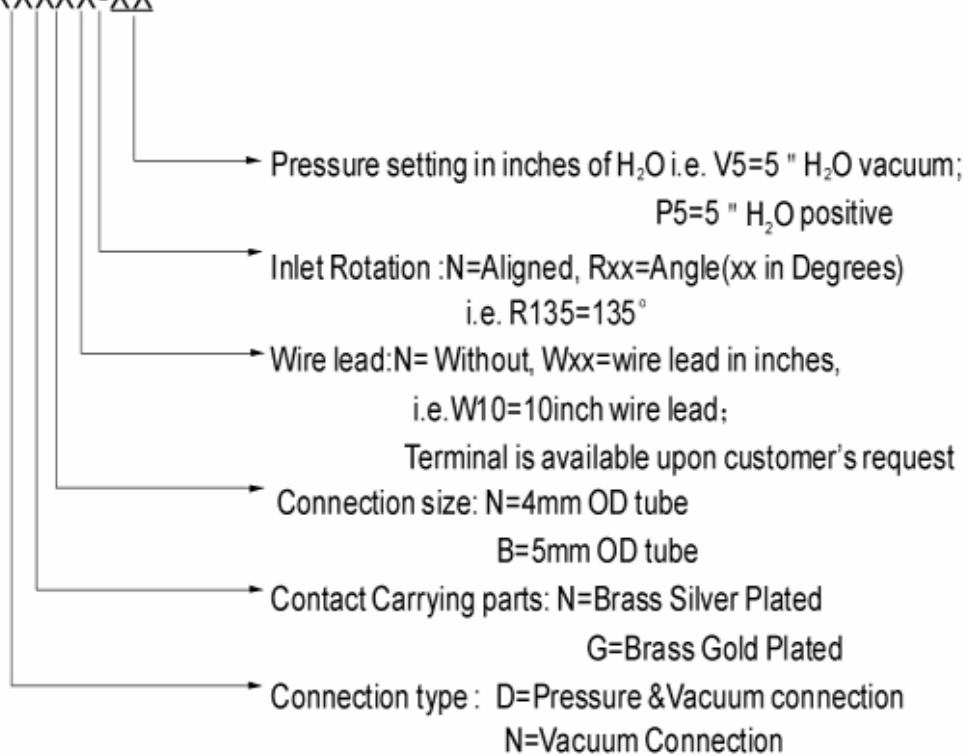 Pressure setting in inches of H₂O i.e. V5=5 " H₂O vacuum;
P5=5 " H₂O positive
Inlet Rotation :N=Aligned, Rxx=Angle(xx in Degrees)
i.e. R135=135°
Wire lead:N= Without, Wxx=wire lead in inches,
i.e.W10=10inch wire lead;
Terminal is available upon customer's request
Connection size: N=4mm OD tube
B=5mm OD tube
Contact Carrying parts: N=Brass Silver Plated
G=Brass Gold Plated
Connection type : D=Pressure &Vacuum connection
N=Vacuum Connection